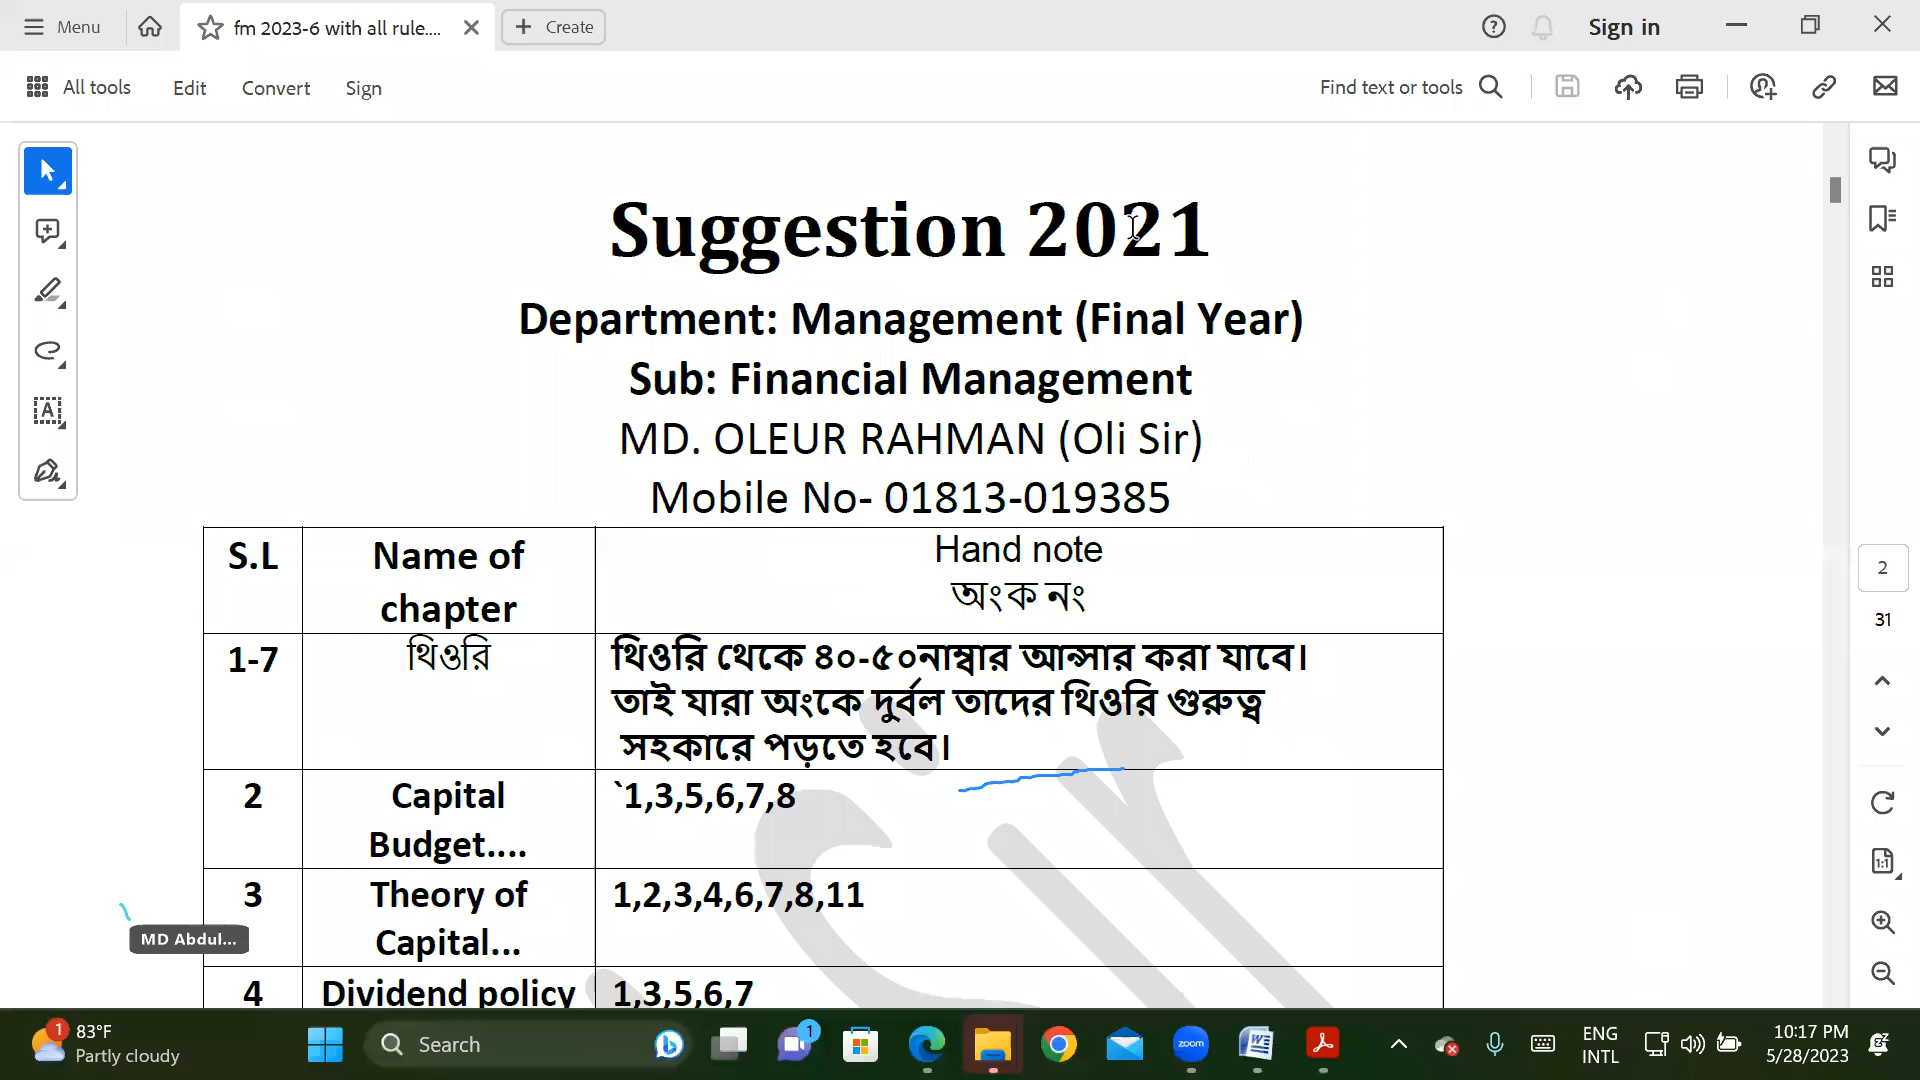 Menu
fm 2023-6 with all rule....
Create
Sign in
All tools
Edit
Convert
Sign
Find text or tools
Suggestion 2021
Department: Management (Final Year)
Sub: Financial Management
MD. OLEUR RAHMAN (Oli Sir)
Mobile No- 01813-019385
S.L
Name of
chapter
Hand note
অংক নং
1-7
থিওরি
থিওরি থেকে ৪০-৫০নাম্বার আন্সার করা যাবে।
তাই যারা অংকে দুর্বল তাদের থিওরি গুরুত্ব
সহকারে পড়তে হবে।
2
Capital
Budget....
`1,3,5,6,7,8
3
Theory of
Capital...
1,2,3,4,6,7,8,11
4
Dividend policy
1,3,5,6,7
MD Abdul...
2
31
1:1
1
83°F
Partly cloudy
Search
1
zoom
ENG
INTL
10:17 PM
5/28/2023